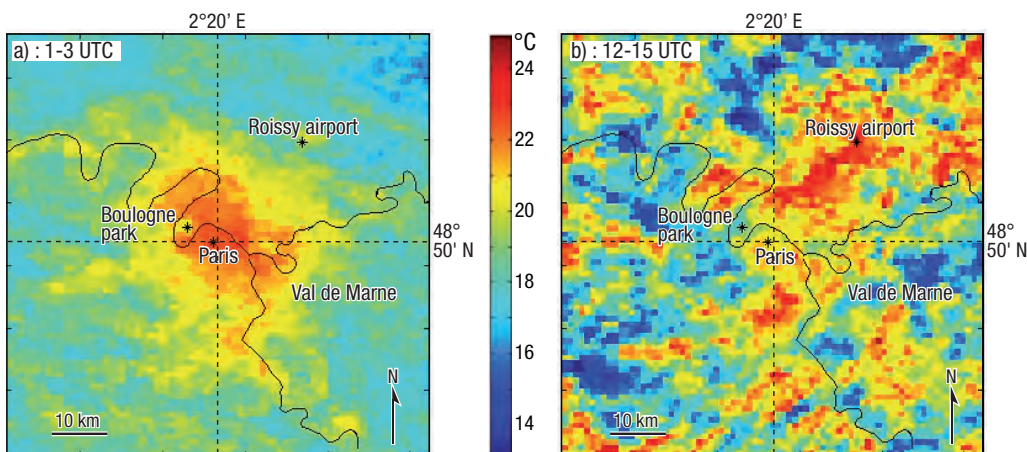 2°20' E
a) : 1-3 UTC
Roissy airport
Boulogne
park
Paris
Val de Marne
10 km
N
48°
50' N
°C
24
22
20
18
16
14
2°20' E
b) : 12-15 UTC
Roissy airport
Boulogne
park
Paris
Val de Marne
10 km
N
48°
50' N